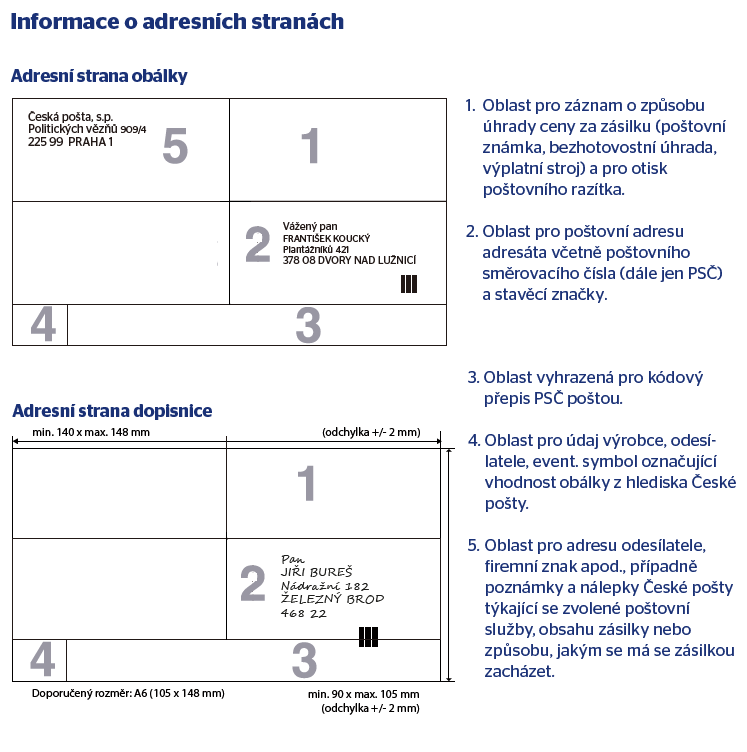 Informace o adresních stranách
Adresní strana obálky
Česká pošta, s.p.
Politických vězňů 909/4
225 99 PRAHA 1
5
1
2
Vážený pan
FRANTIŠEK KOUCKÝ
Plantážníků 421
378 08 DVORY NAD LUŽNICÍ
4
3
1. Oblast pro záznam o způsobu
úhrady ceny za zásilku (poštovní
známka, bezhotovostní úhrada,
výplatní stroj) a pro otisk
poštovního razítka.
2. Oblast pro poštovní adresu
adresáta včetně poštovního
směrovacího čísla (dále jen PSČ)
a stavěcí značky.
3. Oblast vyhrazená pro kódový
přepis PSČ poštou.
4. Oblast pro údaj výrobce, odesí-
latele, event. symbol označující
vhodnost obálky z hlediska České
pošty.
5. Oblast pro adresu odesílatele,
firemní znak apod., případně
poznámky a nálepky České pošty
týkající se zvolené poštovní
služby, obsahu zásilky nebo
způsobu, jakým se má se zásilkou
zacházet.
Adresní strana dopisnice
min. 140 x max. 148 mm
(odchylka +/- 2 mm)
1
2
Pan
JIŘI BUREŠ
Nádražní 182
ŽELEZNÝ BROD
468 22
4
3
Doporučený rozměr: A6 (105 x 148 mm)
min. 90 x max. 105 mm
(odchylka +/- 2 mm)